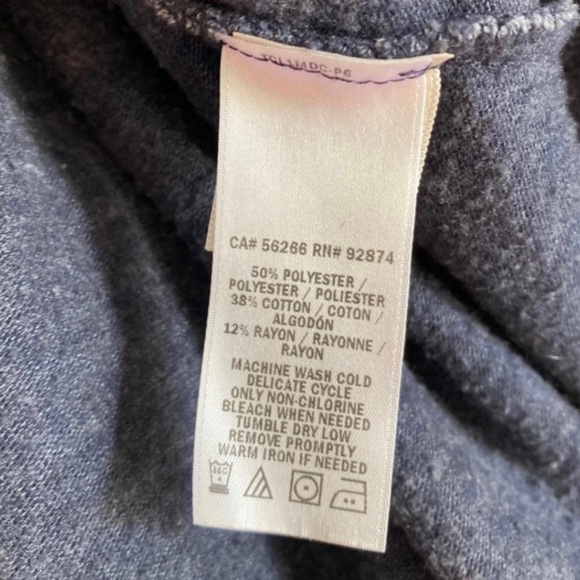 CA# 56266 RN# 92874
50% POLYESTER /
POLYESTER / POLIESTER
38% COTTON / COTON /
ALGODÓN
12% RAYON / RAYONNE /
RAYON
MACHINE WASH COLD
DELICATE CYCLE
ONLY NON-CHLORINE
BLEACH WHEN NEEDED
TUMBLE DRY LOW
REMOVE PROMPTLY
WARM IRON IF NEEDED